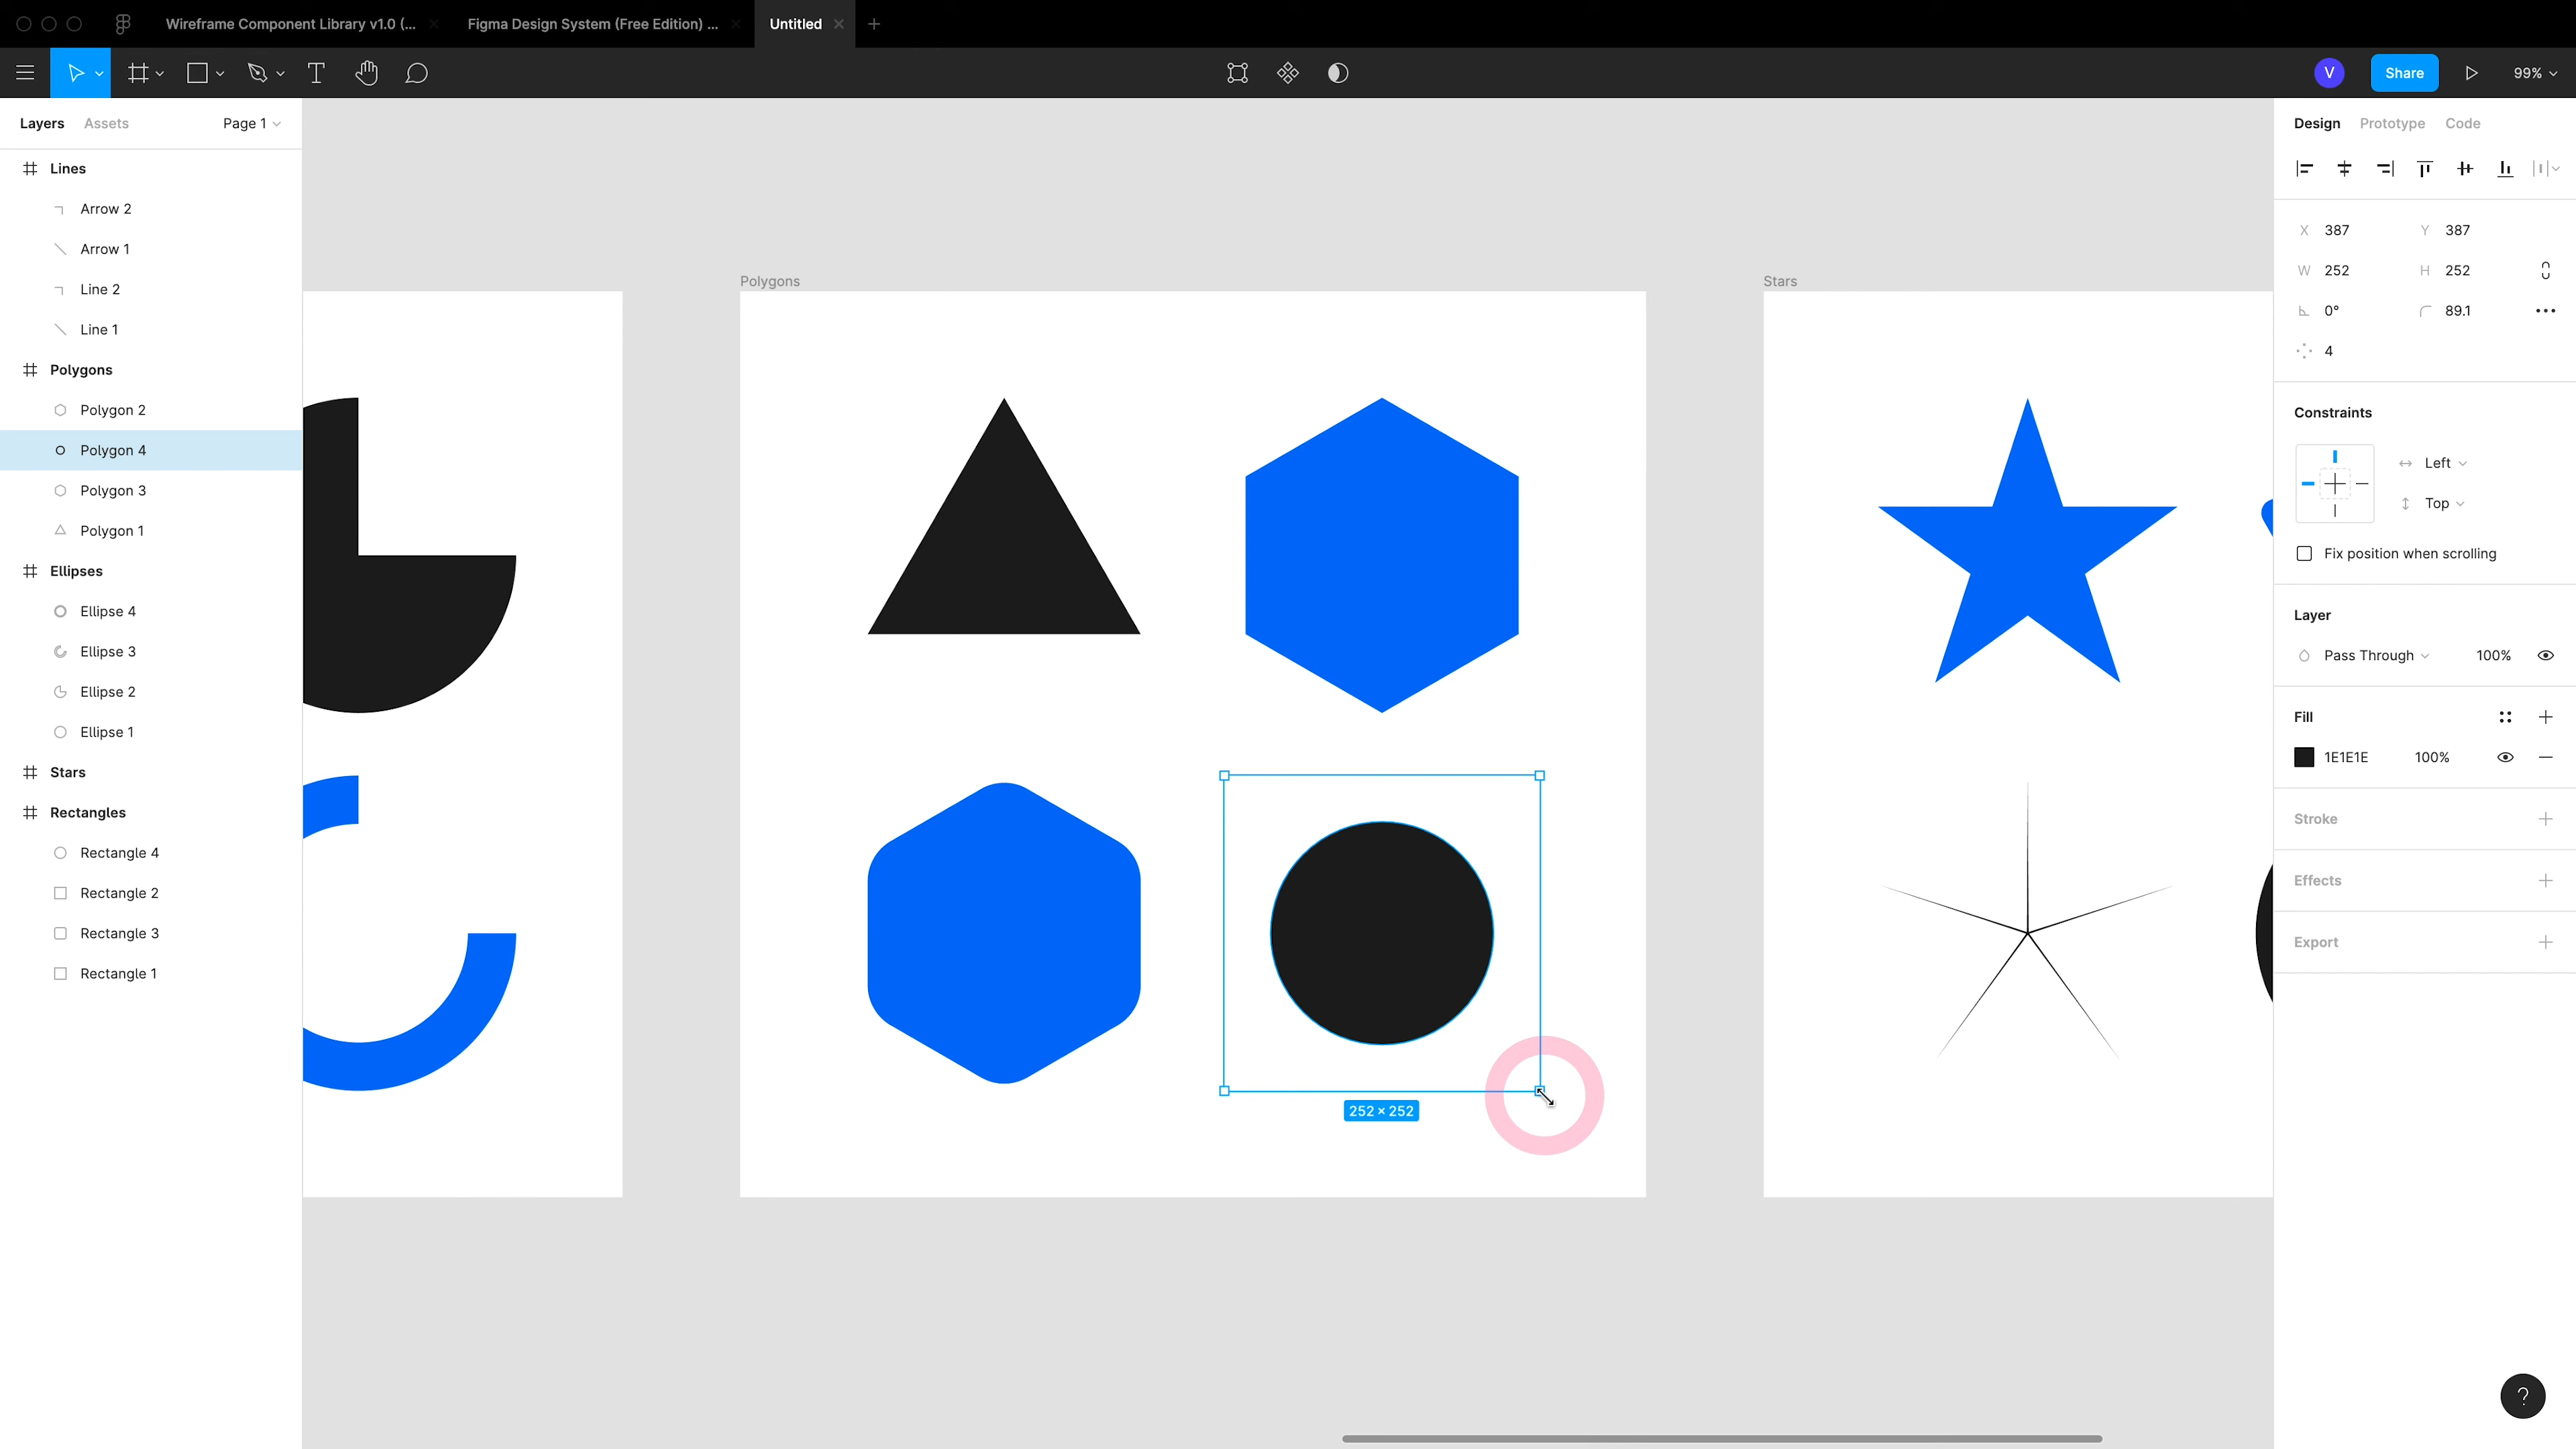 Wireframe Component Library v1.0 (...
Figma Design System (Free Edition) ...
Untitled
V
Share
99%
Layers
Assets
Page 1
Lines
Arrow 2
Arrow 1
Line 2
Line 1
Polygons
Polygon 2
Polygon 4
Polygon 3
Polygon 1
Ellipses
Ellipse 4
Ellipse 3
Ellipse 2
Ellipse 1
Stars
Rectangles
Rectangle 4
Rectangle 2
Rectangle 3
Rectangle 1
Polygons
Stars
252 × 252
Design
Prototype
Code
X 387
Y 387
W 252
H 252
0°
89.1
4
Constraints
Left
Top
Fix position when scrolling
Layer
Pass Through
100%
Fill
1E1E1E
100%
Stroke
Effects
Export
?